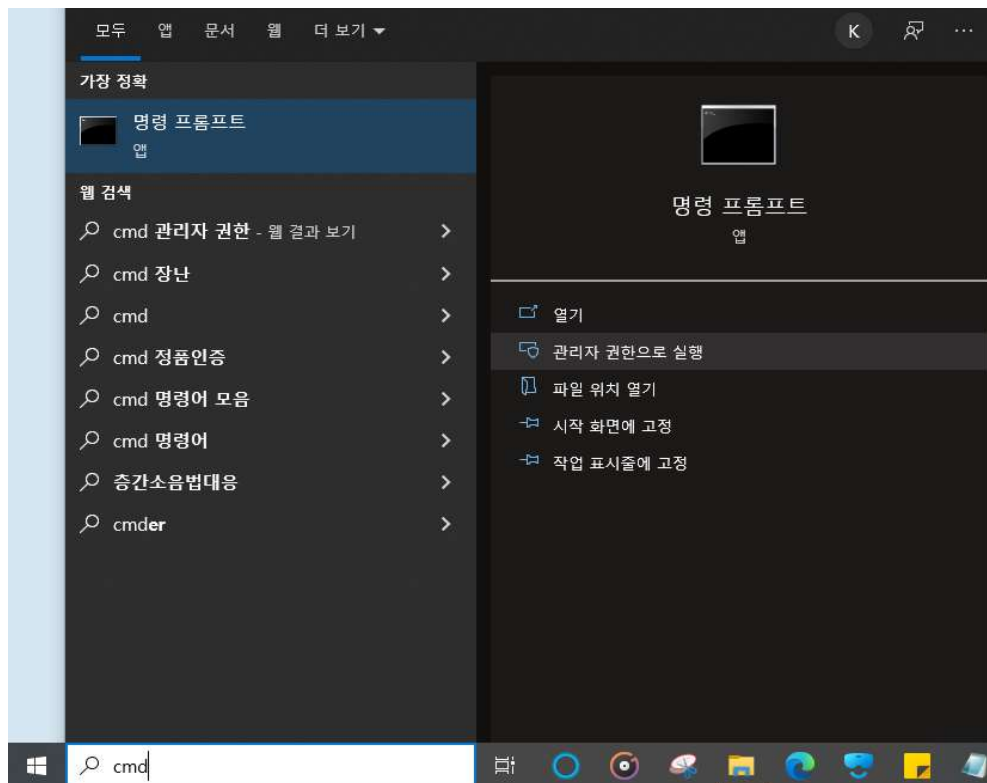 모두 앱 문서 웹 더 보기 K ...
가장 정확
명령 프롬프트
앱
웹 검색
cmd 관리자 권한 - 웹 결과 보기
cmd 장난
cmd
cmd 정품인증
cmd 명령어 모음
cmd 명령어
층간소음법대응
cmder
명령 프롬프트
앱
열기
관리자 권한으로 실행
파일 위치 열기
시작 화면에 고정
작업 표시줄에 고정
cmd